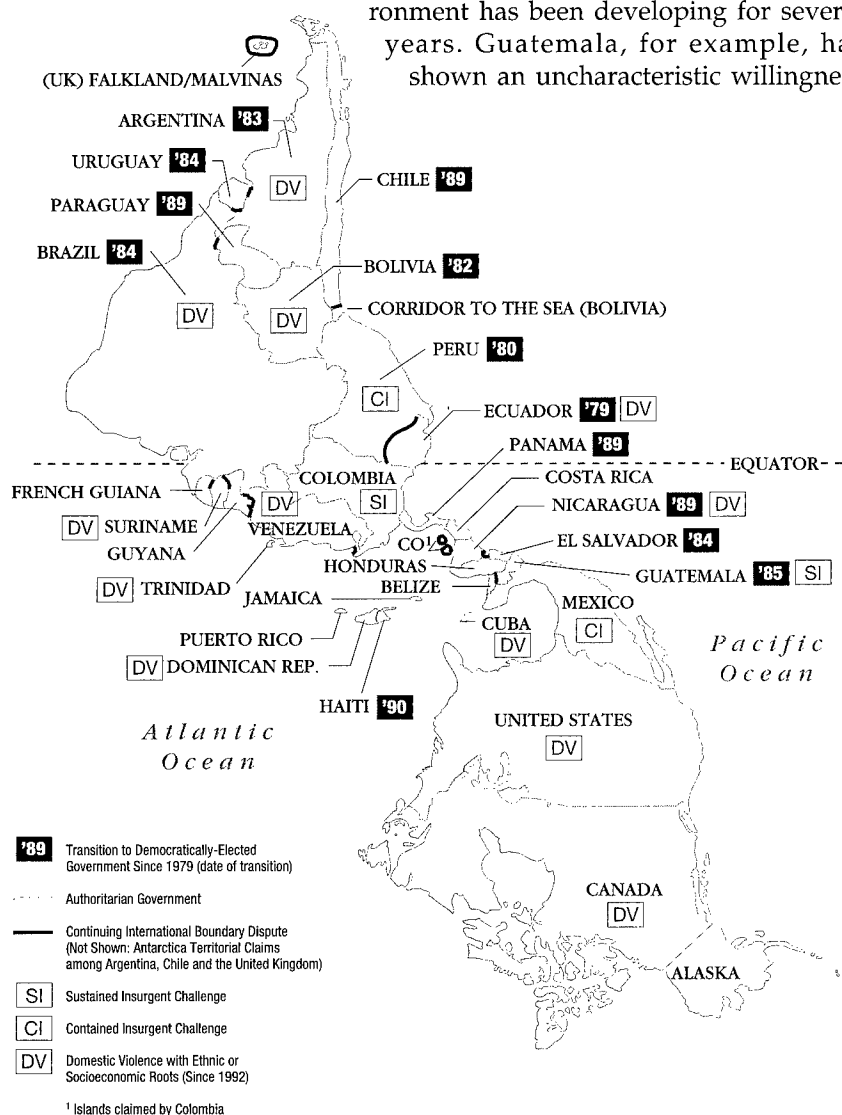 ronment has been developing for sever
years. Guatemala, for example, ha
shown an uncharacteristic willingne
(UK) FALKLAND/MALVINAS
ARGENTINA '83
URUGUAY '84
DV
CHILE '89
PARAGUAY '89
BRAZIL '84
BOLIVIA '82
DV
DV
CORRIDOR TO THE SEA (BOLIVIA)
PERU '80
CI
ECUADOR '79 DV
PANAMA '89
EQUATOR
COLOMBIA
COSTA RICA
FRENCH GUIANA
DV
SI
NICARAGUA '89 DV
DV SURINAME
VENEZUELA
GUYANA
CO¹
EL SALVADOR '84
HONDURAS
GUATEMALA '85 SI
DV TRINIDAD
BELIZE
JAMAICA
MEXICO
CI
CUBA
DV
PUERTO RICO
Pacific
Ocean
DV DOMINICAN REP.
HAITI '90
Atlantic
Ocean
UNITED STATES
DV
'89 Transition to Democratically-Elected
Government Since 1979 (date of transition)
Authoritarian Government
CANADA
DV
Continuing International Boundary Dispute
(Not Shown: Antarctica Territorial Claims
among Argentina, Chile and the United Kingdom)
ALASKA
SI Sustained Insurgent Challenge
CI Contained Insurgent Challenge
DV Domestic Violence with Ethnic or
Socioeconomic Roots (Since 1992)
¹ Islands claimed by Colombia